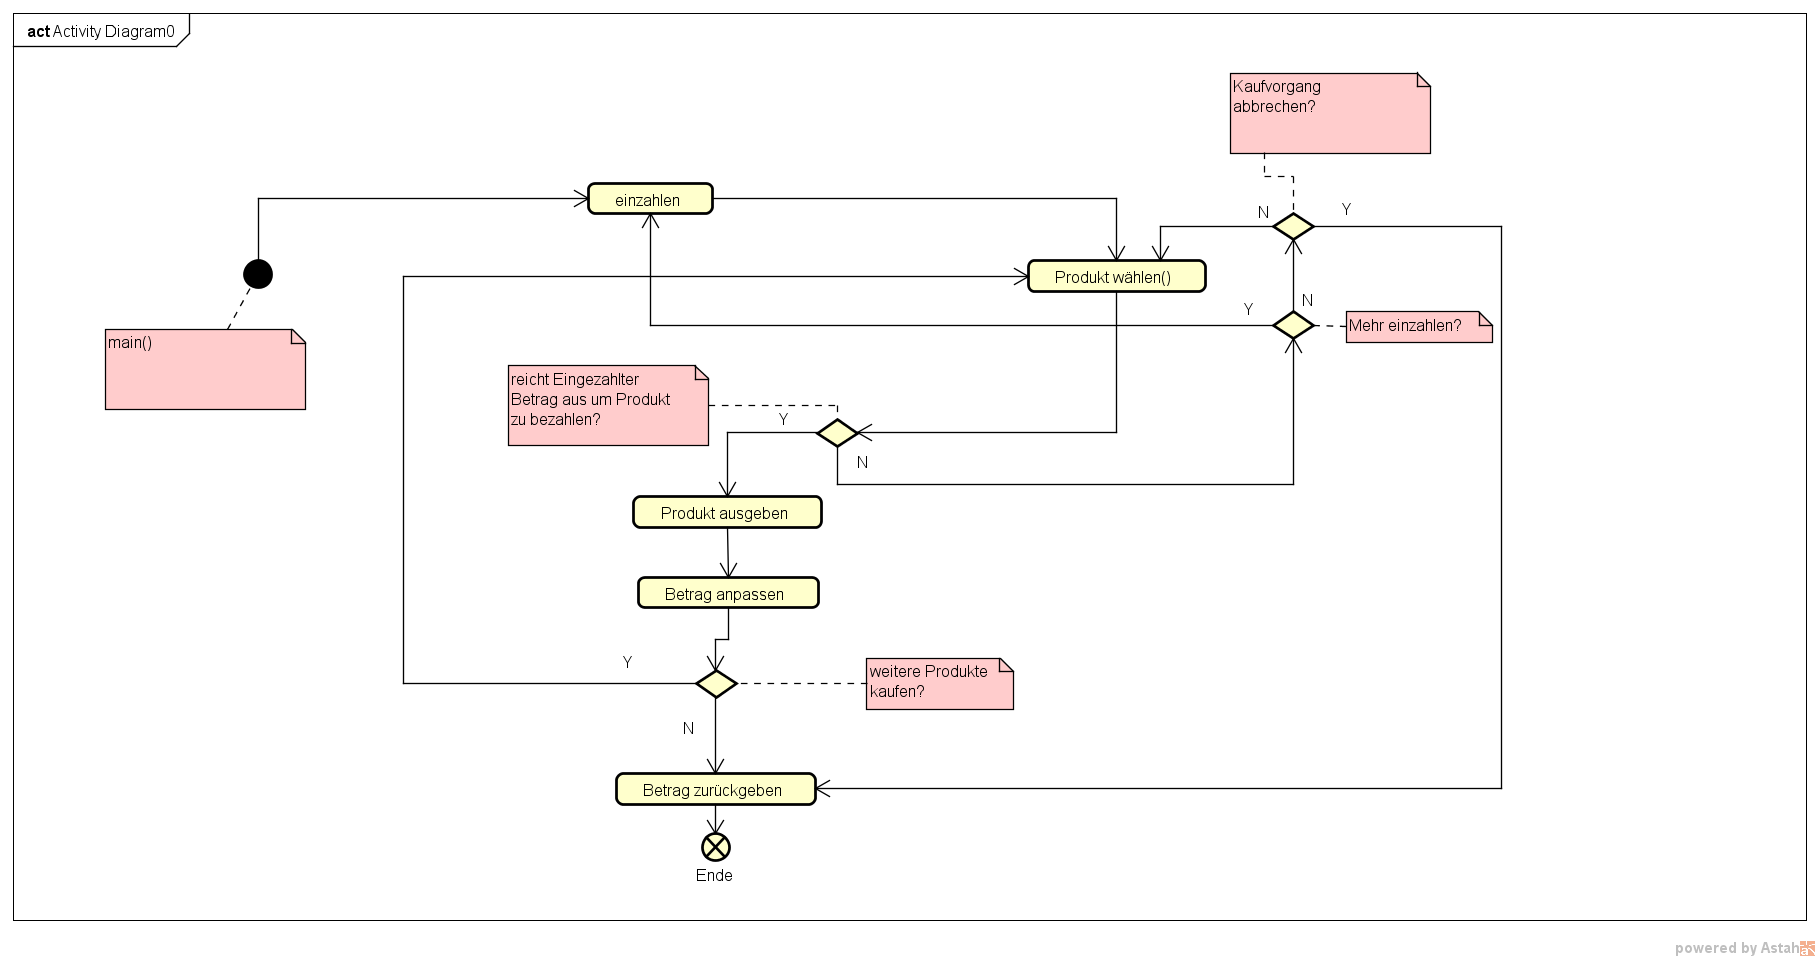 act Activity Diagram0
Kaufvorgang
abbrechen?
einzahlen
N
Y
Produkt wählen()
Y
N
Mehr einzahlen?
main()
reicht Eingezahlter
Betrag aus um Produkt
zu bezahlen?
Y
N
Produkt ausgeben
Betrag anpassen
Y
weitere Produkte
kaufen?
N
Betrag zurückgeben
Ende
powered by Astah